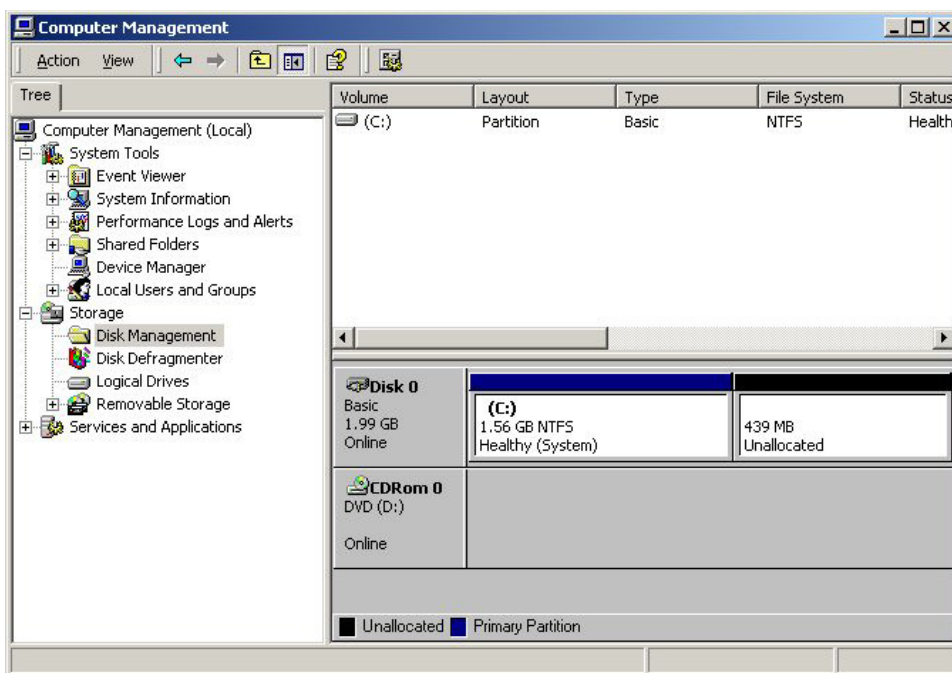 Computer Management
Action View
Tree
Computer Management (Local)
System Tools
Event Viewer
System Information
Performance Logs and Alerts
Shared Folders
Device Manager
Local Users and Groups
Storage
Disk Management
Disk Defragmenter
Logical Drives
Removable Storage
Services and Applications
Volume Layout Type File System Status
(C:) Partition Basic NTFS Health
Disk 0
Basic
1.99 GB
Online
(C:)
1.56 GB NTFS
Healthy (System)
439 MB
Unallocated
CDRom 0
DVD (D:)
Online
Unallocated Primary Partition